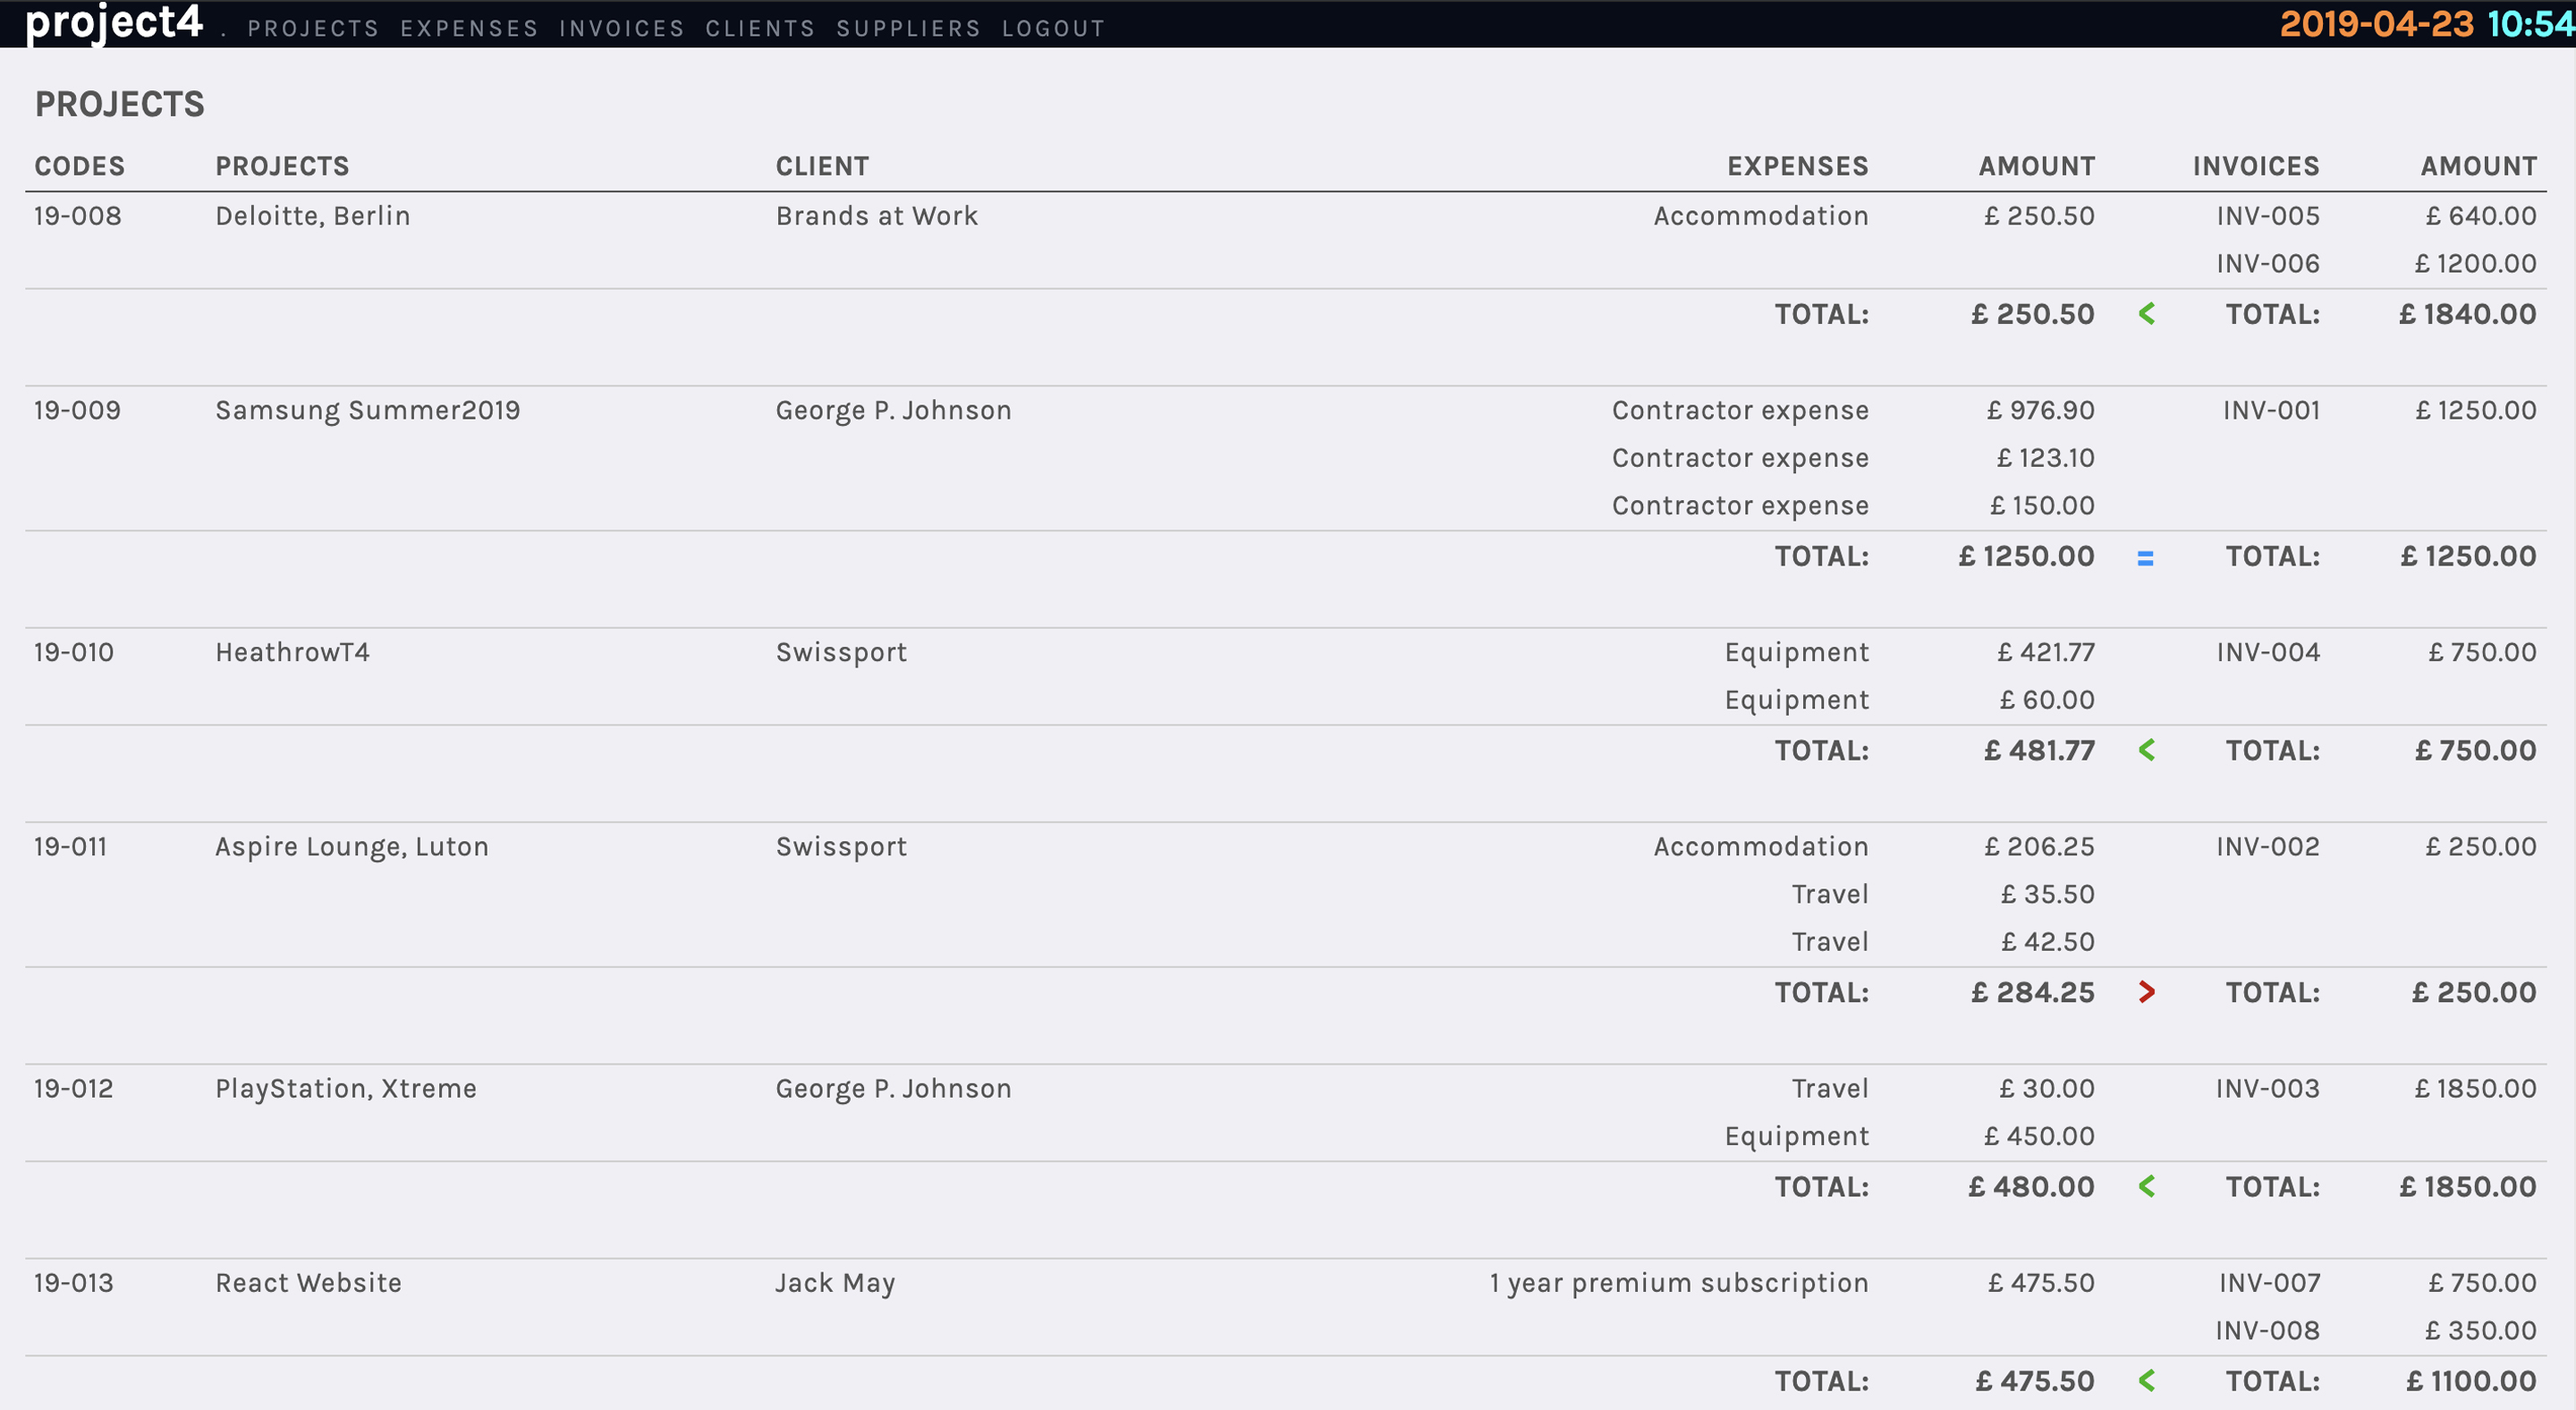 project4 . PROJECTS EXPENSES INVOICES CLIENTS SUPPLIERS LOGOUT 2019-04-23 10:54
PROJECTS
CODES PROJECTS CLIENT EXPENSES AMOUNT INVOICES AMOUNT
19-008 Deloitte, Berlin Brands at Work Accommodation £ 250.50 INV-005 £ 640.00
INV-006 £ 1200.00
TOTAL: £ 250.50 < TOTAL: £ 1840.00
19-009 Samsung Summer2019 George P. Johnson Contractor expense £ 976.90 INV-001 £ 1250.00
Contractor expense £ 123.10
Contractor expense £ 150.00
TOTAL: £ 1250.00 = TOTAL: £ 1250.00
19-010 HeathrowT4 Swissport Equipment £ 421.77 INV-004 £ 750.00
Equipment £ 60.00
TOTAL: £ 481.77 < TOTAL: £ 750.00
19-011 Aspire Lounge, Luton Swissport Accommodation £ 206.25 INV-002 £ 250.00
Travel £ 35.50
Travel £ 42.50
TOTAL: £ 284.25 > TOTAL: £ 250.00
19-012 PlayStation, Xtreme George P. Johnson Travel £ 30.00 INV-003 £ 1850.00
Equipment £ 450.00
TOTAL: £ 480.00 < TOTAL: £ 1850.00
19-013 React Website Jack May 1 year premium subscription £ 475.50 INV-007 £ 750.00
INV-008 £ 350.00
TOTAL: £ 475.50 < TOTAL: £ 1100.00